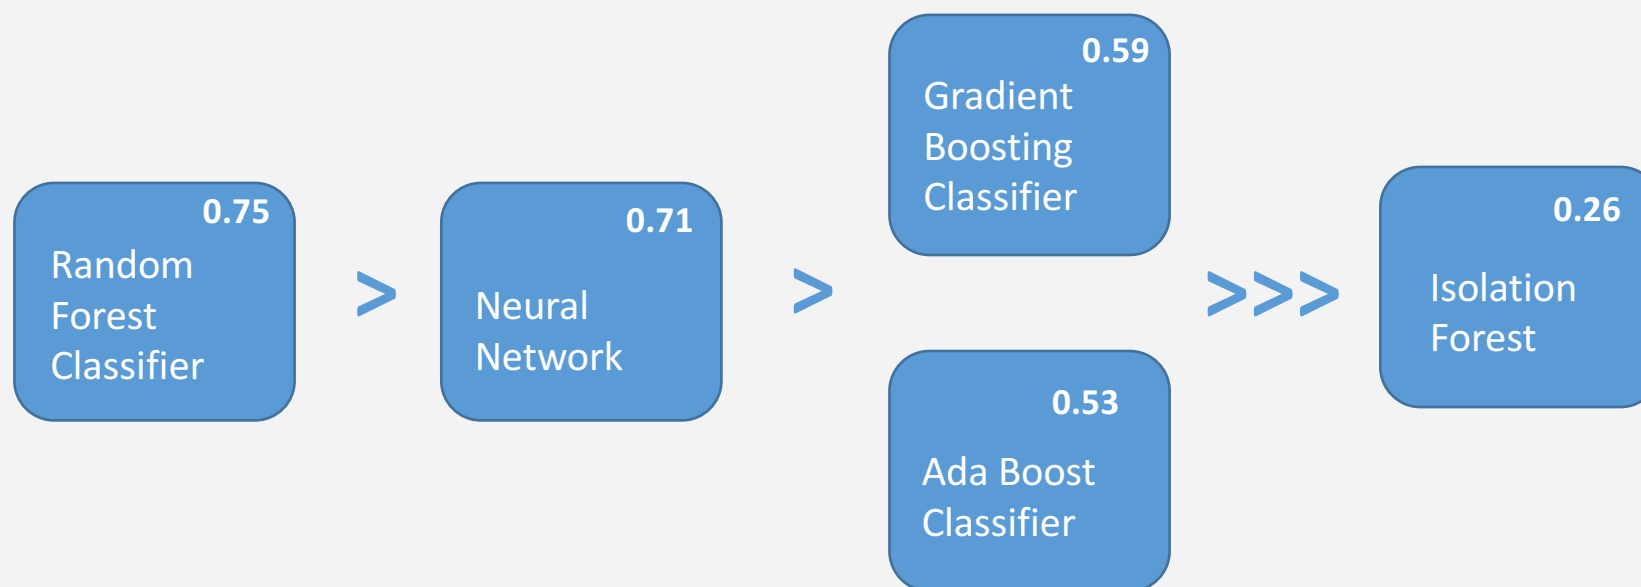 0.75
Random
Forest
Classifier
>
0.71
Neural
Network
>
0.59
Gradient
Boosting
Classifier
0.53
Ada Boost
Classifier
>>>
0.26
Isolation
Forest